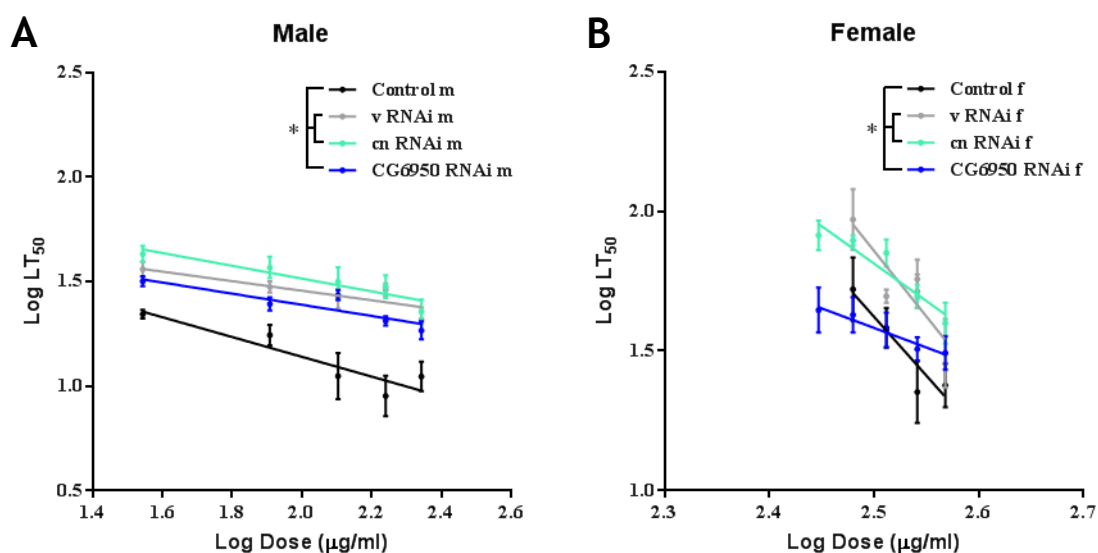 A
Male
2.5
2.0
1.5
1.0
0.5
Log LT50
Control m
v RNAi m
cn RNAi m
CG6950 RNAi m
*
1.4 1.6 1.8 2.0 2.2 2.4 2.6
Log Dose (μg/ml)
B
Female
2.5
2.0
1.5
1.0
Log LT50
Control f
v RNAi f
cn RNAi f
CG6950 RNAi f
*
2.3 2.4 2.5 2.6 2.7
Log Dose (μg/ml)